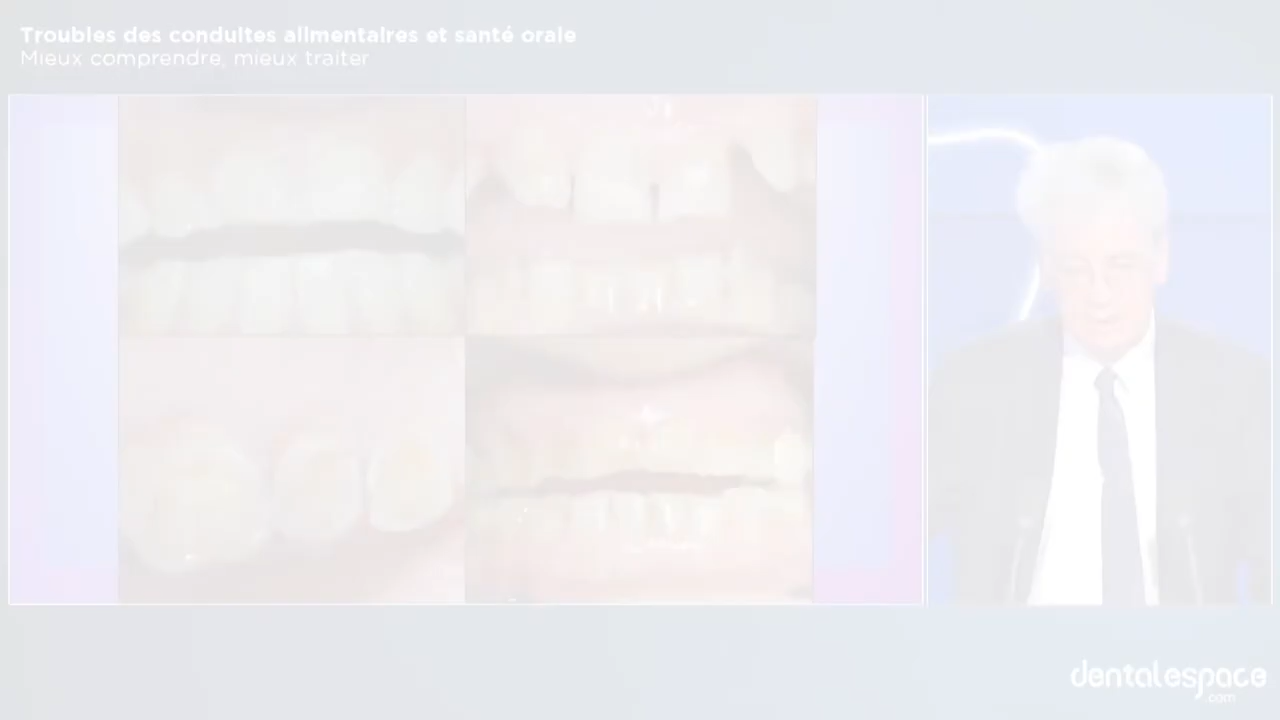 Troubles des conduites alimentaires et santé orale
Mieux comprendre, mieux traiter
dentalespace
.com